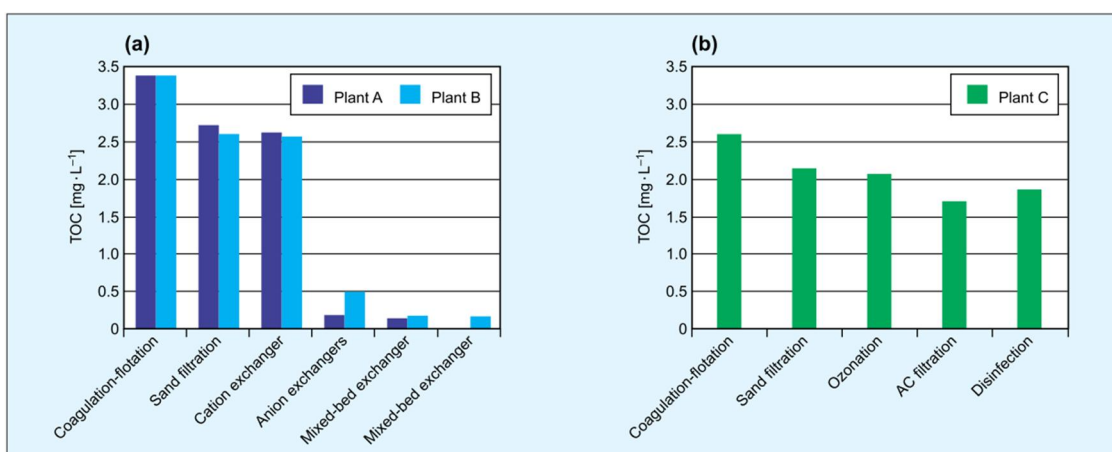 (a)
TOC [mg·L⁻¹]
3.5
3.0
2.5
2.0
1.5
1.0
0.5
0
Plant A
Plant B
Coagulation-flotation
Sand filtration
Cation exchanger
Anion exchangers
Mixed-bed exchanger
Mixed-bed exchanger
(b)
TOC [mg·L⁻¹]
3.5
3.0
2.5
2.0
1.5
1.0
0.5
0
Plant C
Coagulation-flotation
Sand filtration
Ozonation
AC filtration
Disinfection